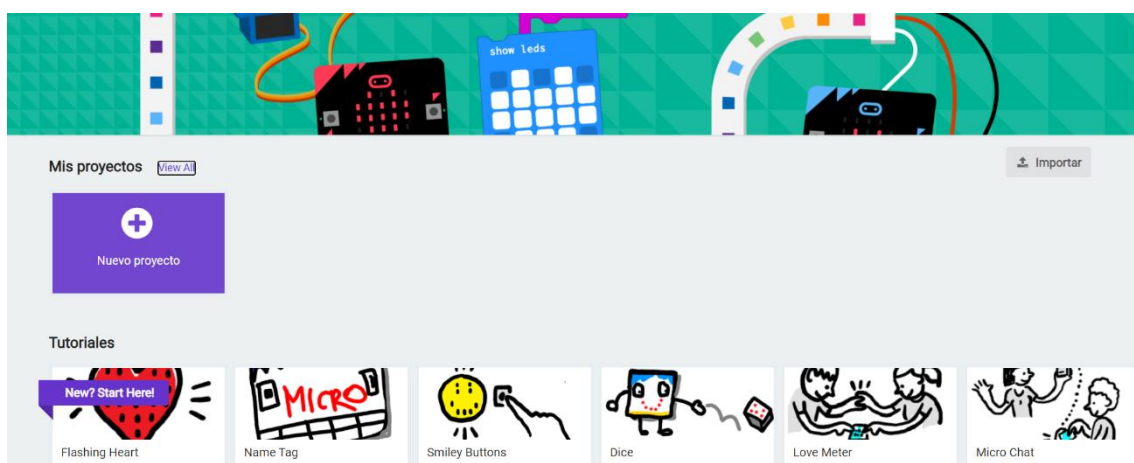 show leds
Mis proyectos View All
Importar
Nuevo proyecto
Tutoriales
New? Start Here!
MICRO
Flashing Heart
Name Tag
Smiley Buttons
Dice
Love Meter
Micro Chat